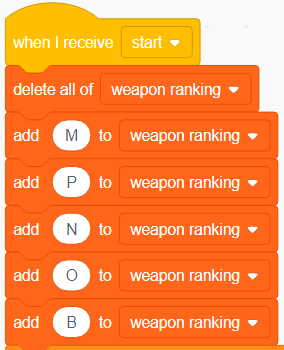 when I receive start
delete all of weapon ranking
add M to weapon ranking
add P to weapon ranking
add N to weapon ranking
add O to weapon ranking
add B to weapon ranking